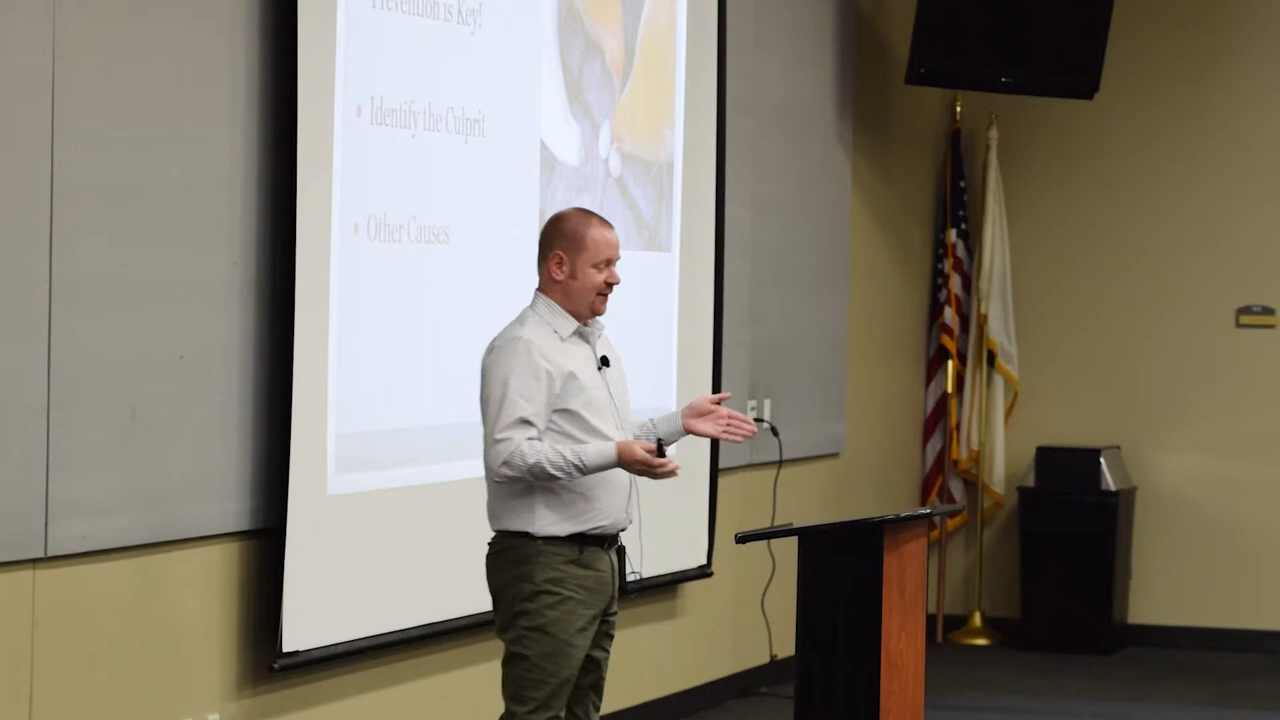 Prevention is Key!
• Identify the Culprit
• Other Causes